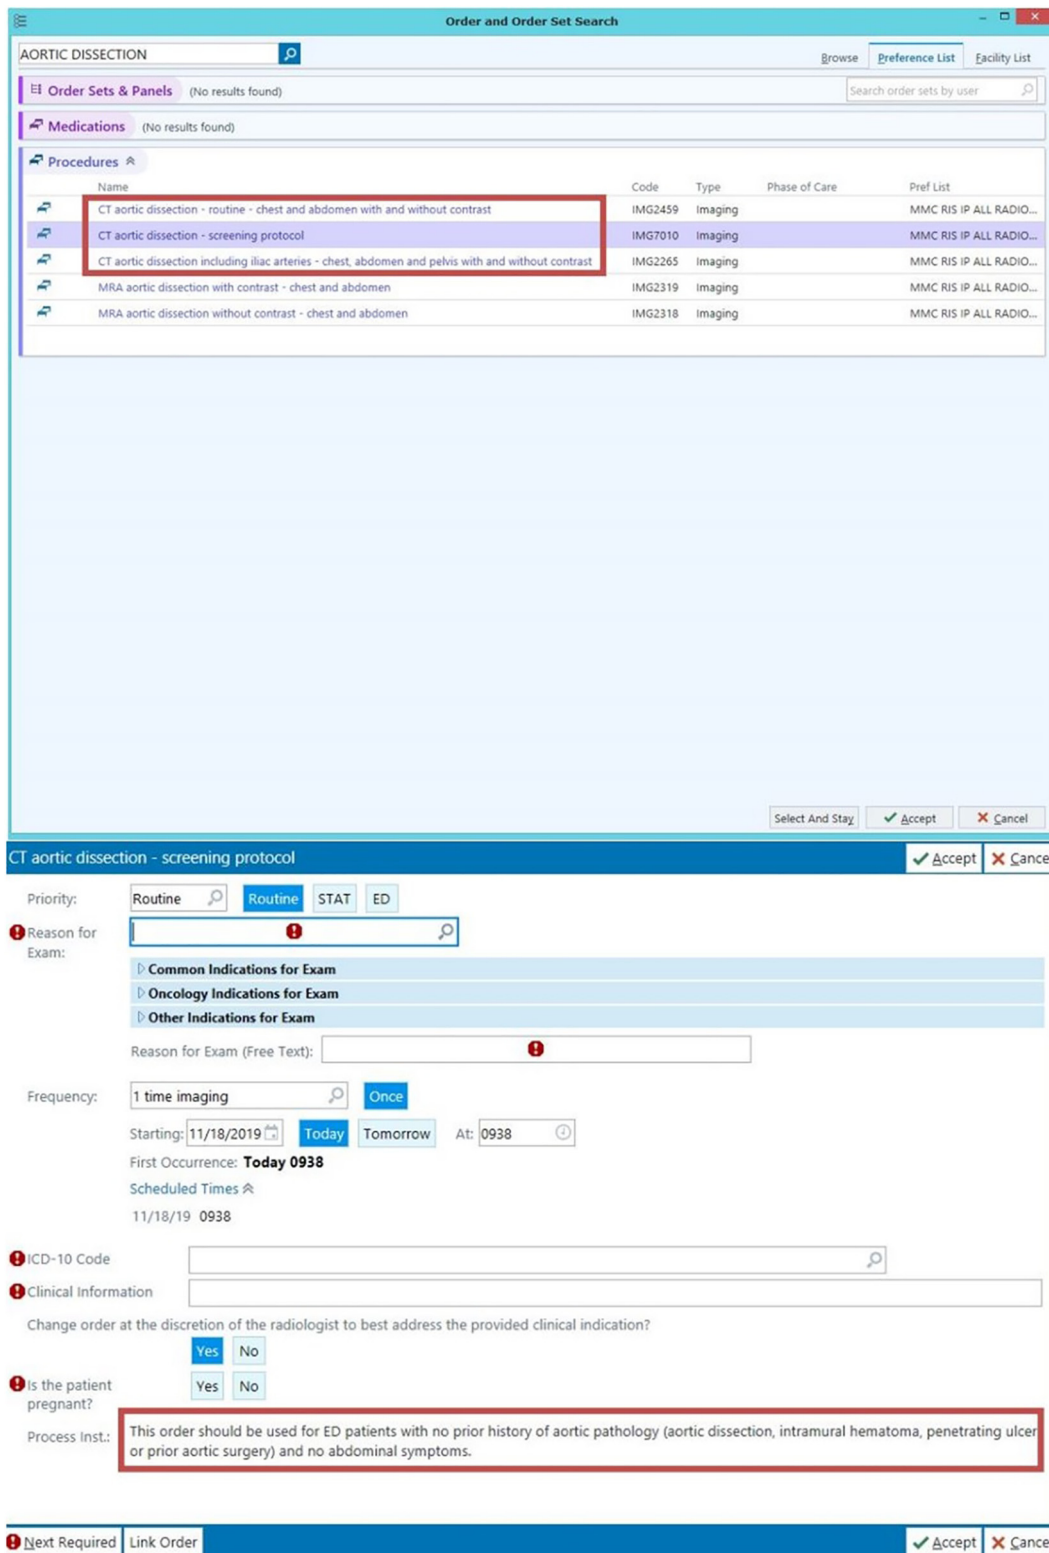 Order and Order Set Search
AORTIC DISSECTION
Browse Preference List Facility List
Order Sets & Panels (No results found) Search order sets by user
Medications (No results found)
Procedures
Name Code Type Phase of Care Pref List
CT aortic dissection - routine - chest and abdomen with and without contrast IMG2459 Imaging MMC RIS IP ALL RADIO...
CT aortic dissection - screening protocol IMG7010 Imaging MMC RIS IP ALL RADIO...
CT aortic dissection including iliac arteries - chest, abdomen and pelvis with and without contrast IMG2265 Imaging MMC RIS IP ALL RADIO...
MRA aortic dissection with contrast - chest and abdomen IMG2319 Imaging MMC RIS IP ALL RADIO...
MRA aortic dissection without contrast - chest and abdomen IMG2318 Imaging MMC RIS IP ALL RADIO...
Select And Stay Accept Cancel
CT aortic dissection - screening protocol Accept Cance
Priority: Routine Routine STAT ED
Reason for
Exam:
Common Indications for Exam
Oncology Indications for Exam
Other Indications for Exam
Reason for Exam (Free Text):
Frequency: 1 time imaging Once
Starting: 11/18/2019 Today Tomorrow At: 0938
First Occurrence: Today 0938
Scheduled Times
11/18/19 0938
ICD-10 Code
Clinical Information
Change order at the discretion of the radiologist to best address the provided clinical indication?
Yes No
Is the patient Yes No
pregnant?
Process Inst.: This order should be used for ED patients with no prior history of aortic pathology (aortic dissection, intramural hematoma, penetrating ulcer
or prior aortic surgery) and no abdominal symptoms.
Next Required Link Order Accept Cance